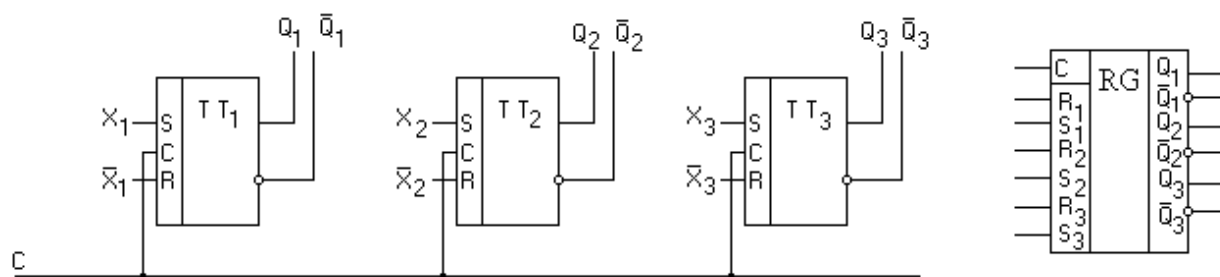 Q₁ Q̄₁
X₁ S T T₁
C
X̄₁ R
Q₂ Q̄₂
X₂ S T T₂
C
X̄₂ R
Q₃ Q̄₃
X₃ S T T₃
C
X̄₃ R
C
C RG Q₁
R₁ Q̄₁
S₁ Q₂
R₂ Q̄₂
S₂ Q₃
R₃ Q̄₃
S₃